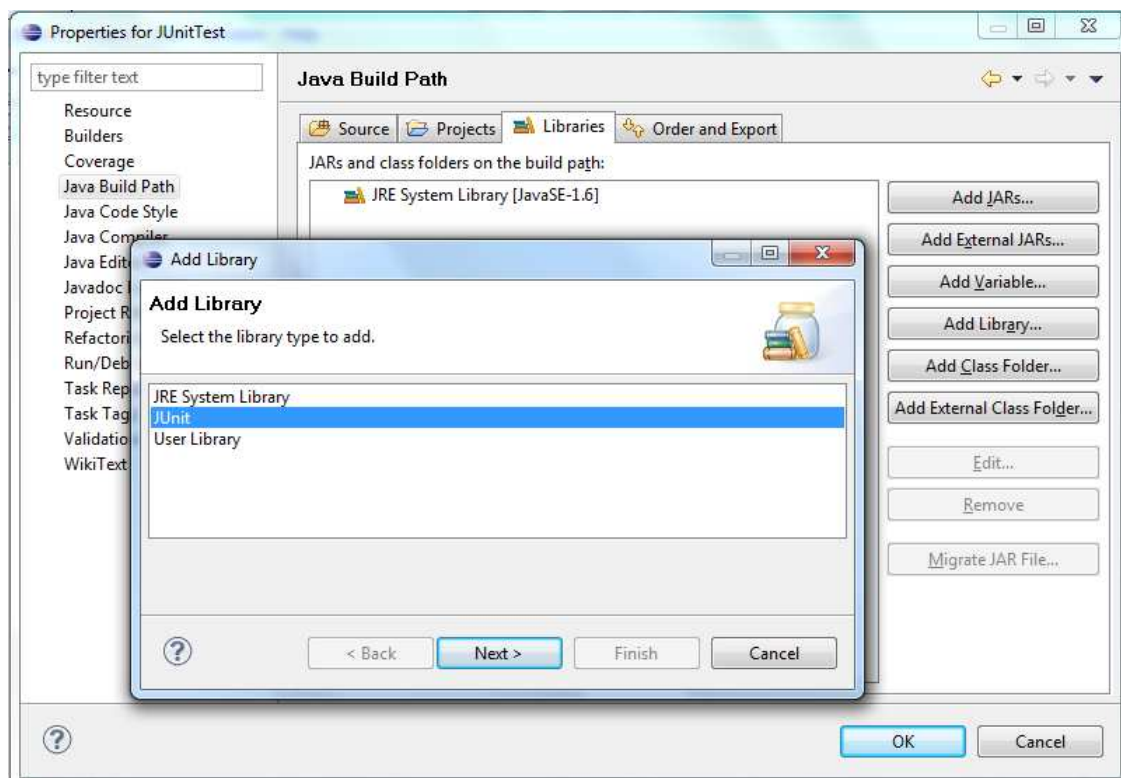 Properties for JUnitTest
type filter text
Resource
Builders
Coverage
Java Build Path
Java Code Style
Java Compiler
Java Edit
Javadoc
Project R
Refactori
Run/Deb
Task Rep
Task Tag
Validatio
WikiText
Java Build Path
Source Projects Libraries Order and Export
JARs and class folders on the build path:
JRE System Library [JavaSE-1.6]
Add JARs...
Add External JARs...
Add Variable...
Add Library...
Add Class Folder...
Add External Class Folder...
Edit...
Remove
Migrate JAR File...
Add Library
Add Library
Select the library type to add.
JRE System Library
JUnit
User Library
? < Back Next > Finish Cancel
? OK Cancel